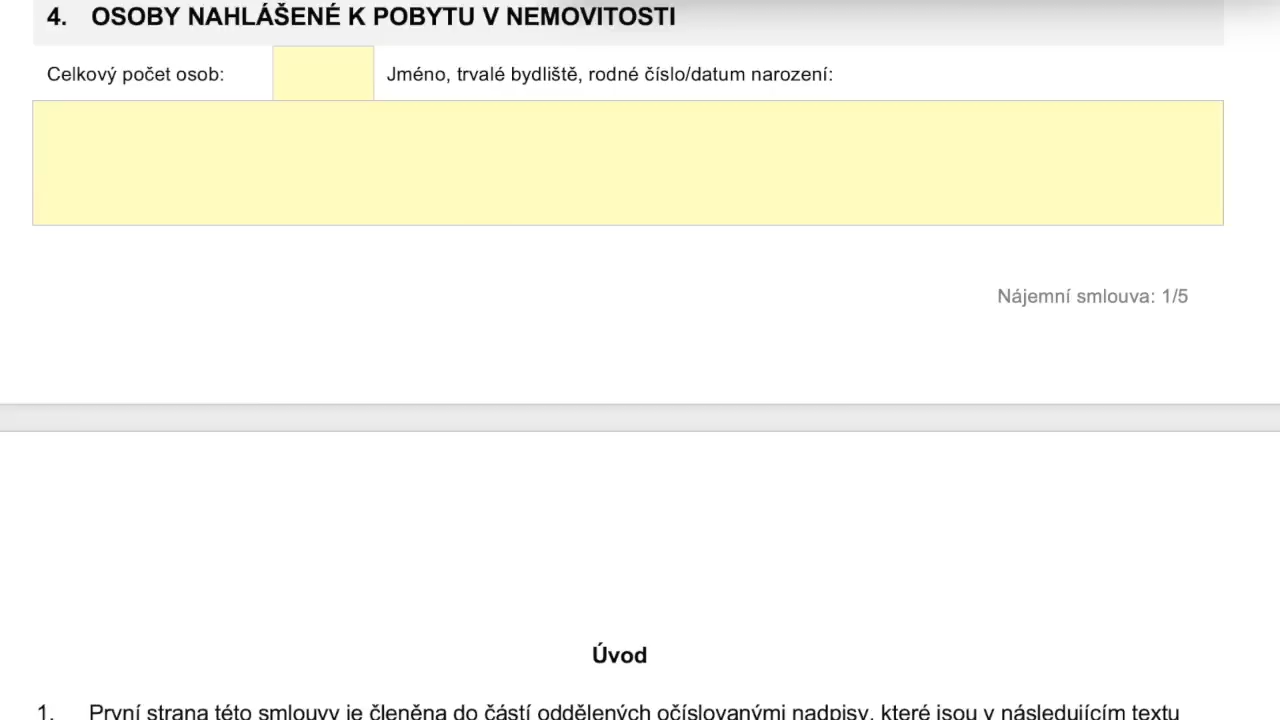 4. OSOBY NAHLÁŠENÉ K POBYTU V NEMOVITOSTI
Celkový počet osob: Jméno, trvalé bydliště, rodné číslo/datum narození:
Nájemní smlouva: 1/5
Úvod
1. První strana této smlouvy je členěna do částí oddělených očíslovanými nadpisy, které jsou v následujícím textu